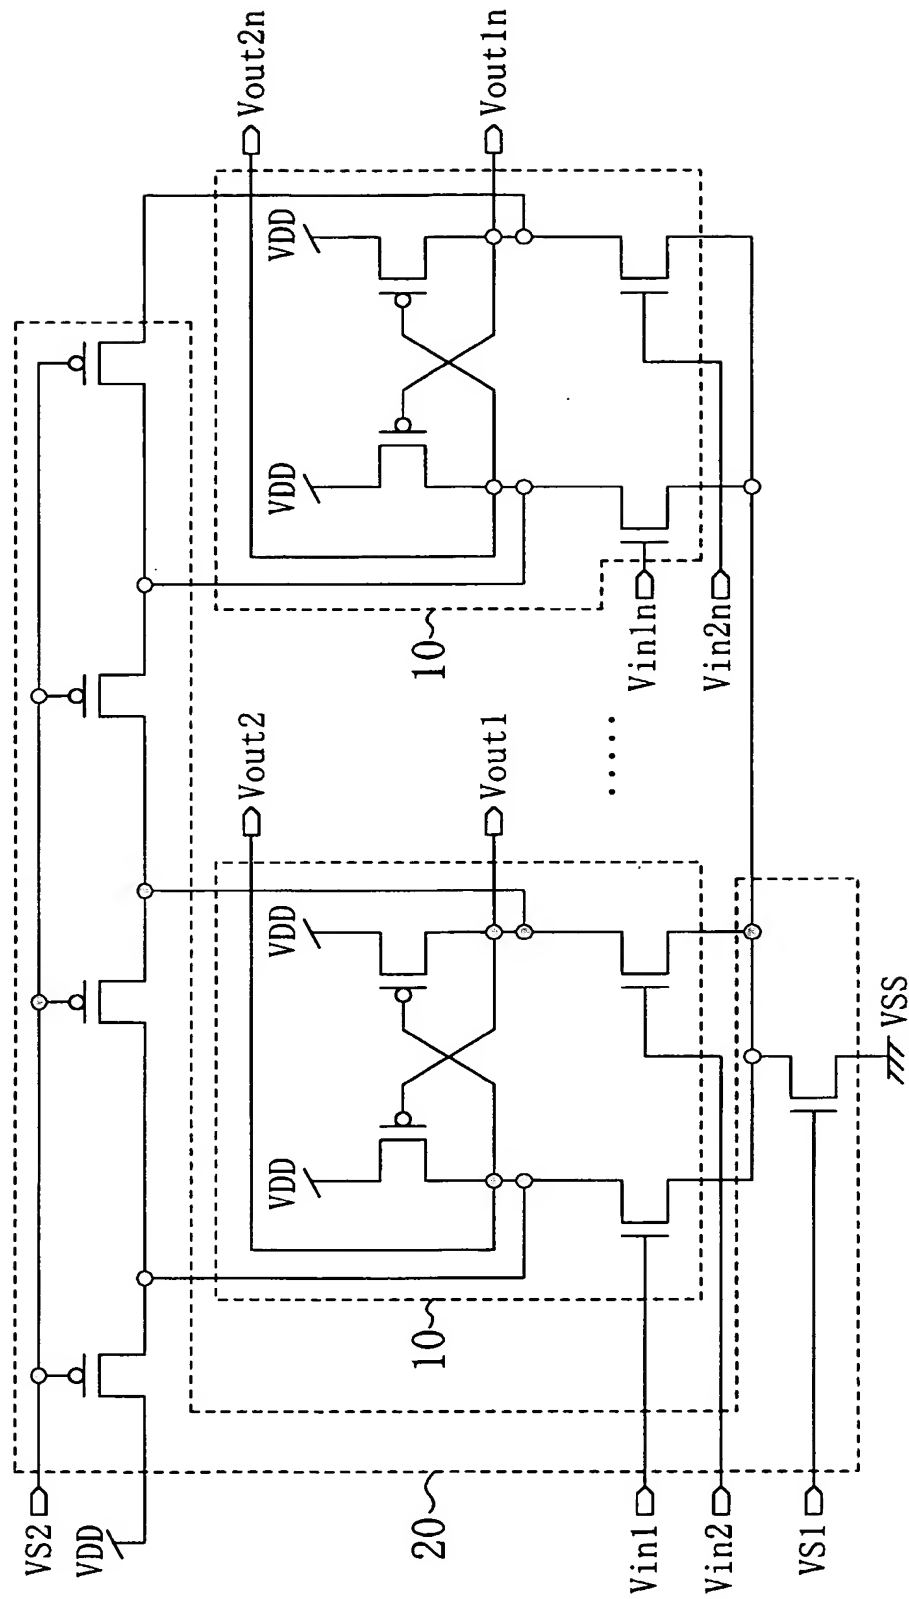 Vout2n
Vout1n
VDD
VDD
10
Vin1n
Vin2n
.....
Vout2
Vout1
VDD
VDD
10
VSS
VS2
VDD
20
Vin1
Vin2
VS1